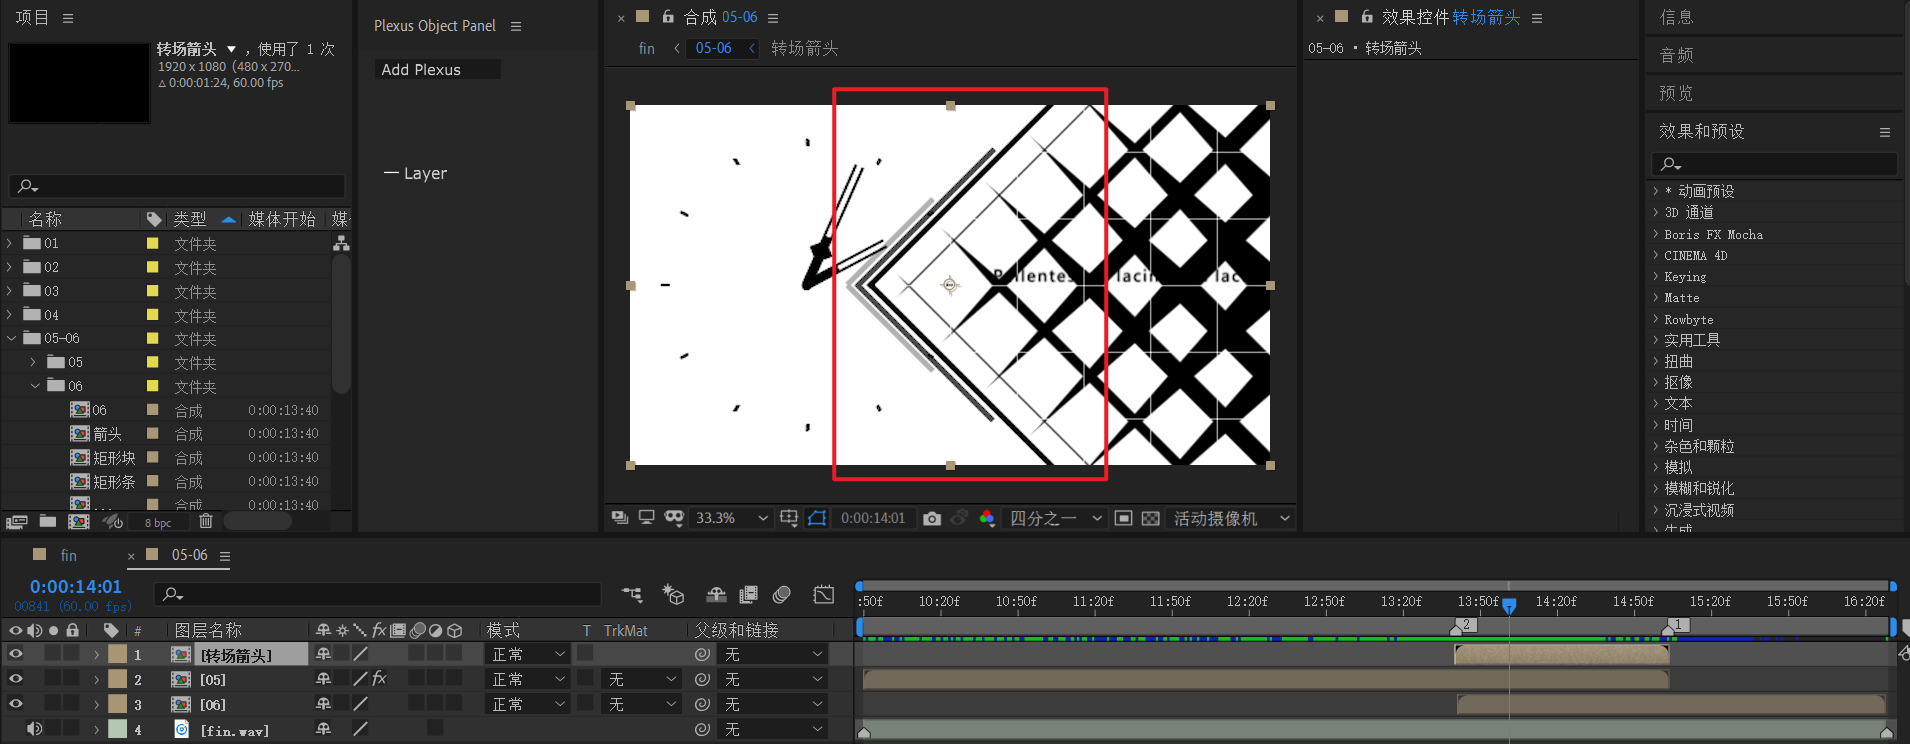 项目
转场箭头 ▼ , 使用了 1 次
1920 x 1080 (480 x 270...
△ 0:00:01:24, 60.00 fps
名称 类型 媒体开始 媒
01 文件夹
02 文件夹
03 文件夹
04 文件夹
05-06 文件夹
05 文件夹
06 文件夹
06 合成 0:00:13:40
箭头 合成 0:00:13:40
矩形块 合成 0:00:13:40
矩形条 合成 0:00:13:40
合成 0:00:13:40
8 bpc
Plexus Object Panel
Add Plexus
— Layer
× 合成 05-06
fin 05-06 转场箭头
llentes lacin lac
33.3% 0:00:14:01 四分之一 活动摄像机
× 效果控件 转场箭头
05-06 · 转场箭头
信息
音频
预览
效果和预设
* 动画预设
3D 通道
Boris FX Mocha
CINEMA 4D
Keying
Matte
Rowbyte
实用工具
扭曲
抠像
文本
时间
杂色和颗粒
模拟
模糊和锐化
沉浸式视频
生成
fin × 05-06
0:00:14:01
00841 (60.00 fps)
:50f 10:20f 10:50f 11:20f 11:50f 12:20f 12:50f 13:20f 13:50f 14:20f 14:50f 15:20f 15:50f 16:20f
2 1
# 图层名称 fx 模式 T TrkMat 父级和链接
1 [转场箭头] 正常 无
2 [05] fx 正常 无 无
3 [06] 正常 无 无
4 [fin.wav] 无